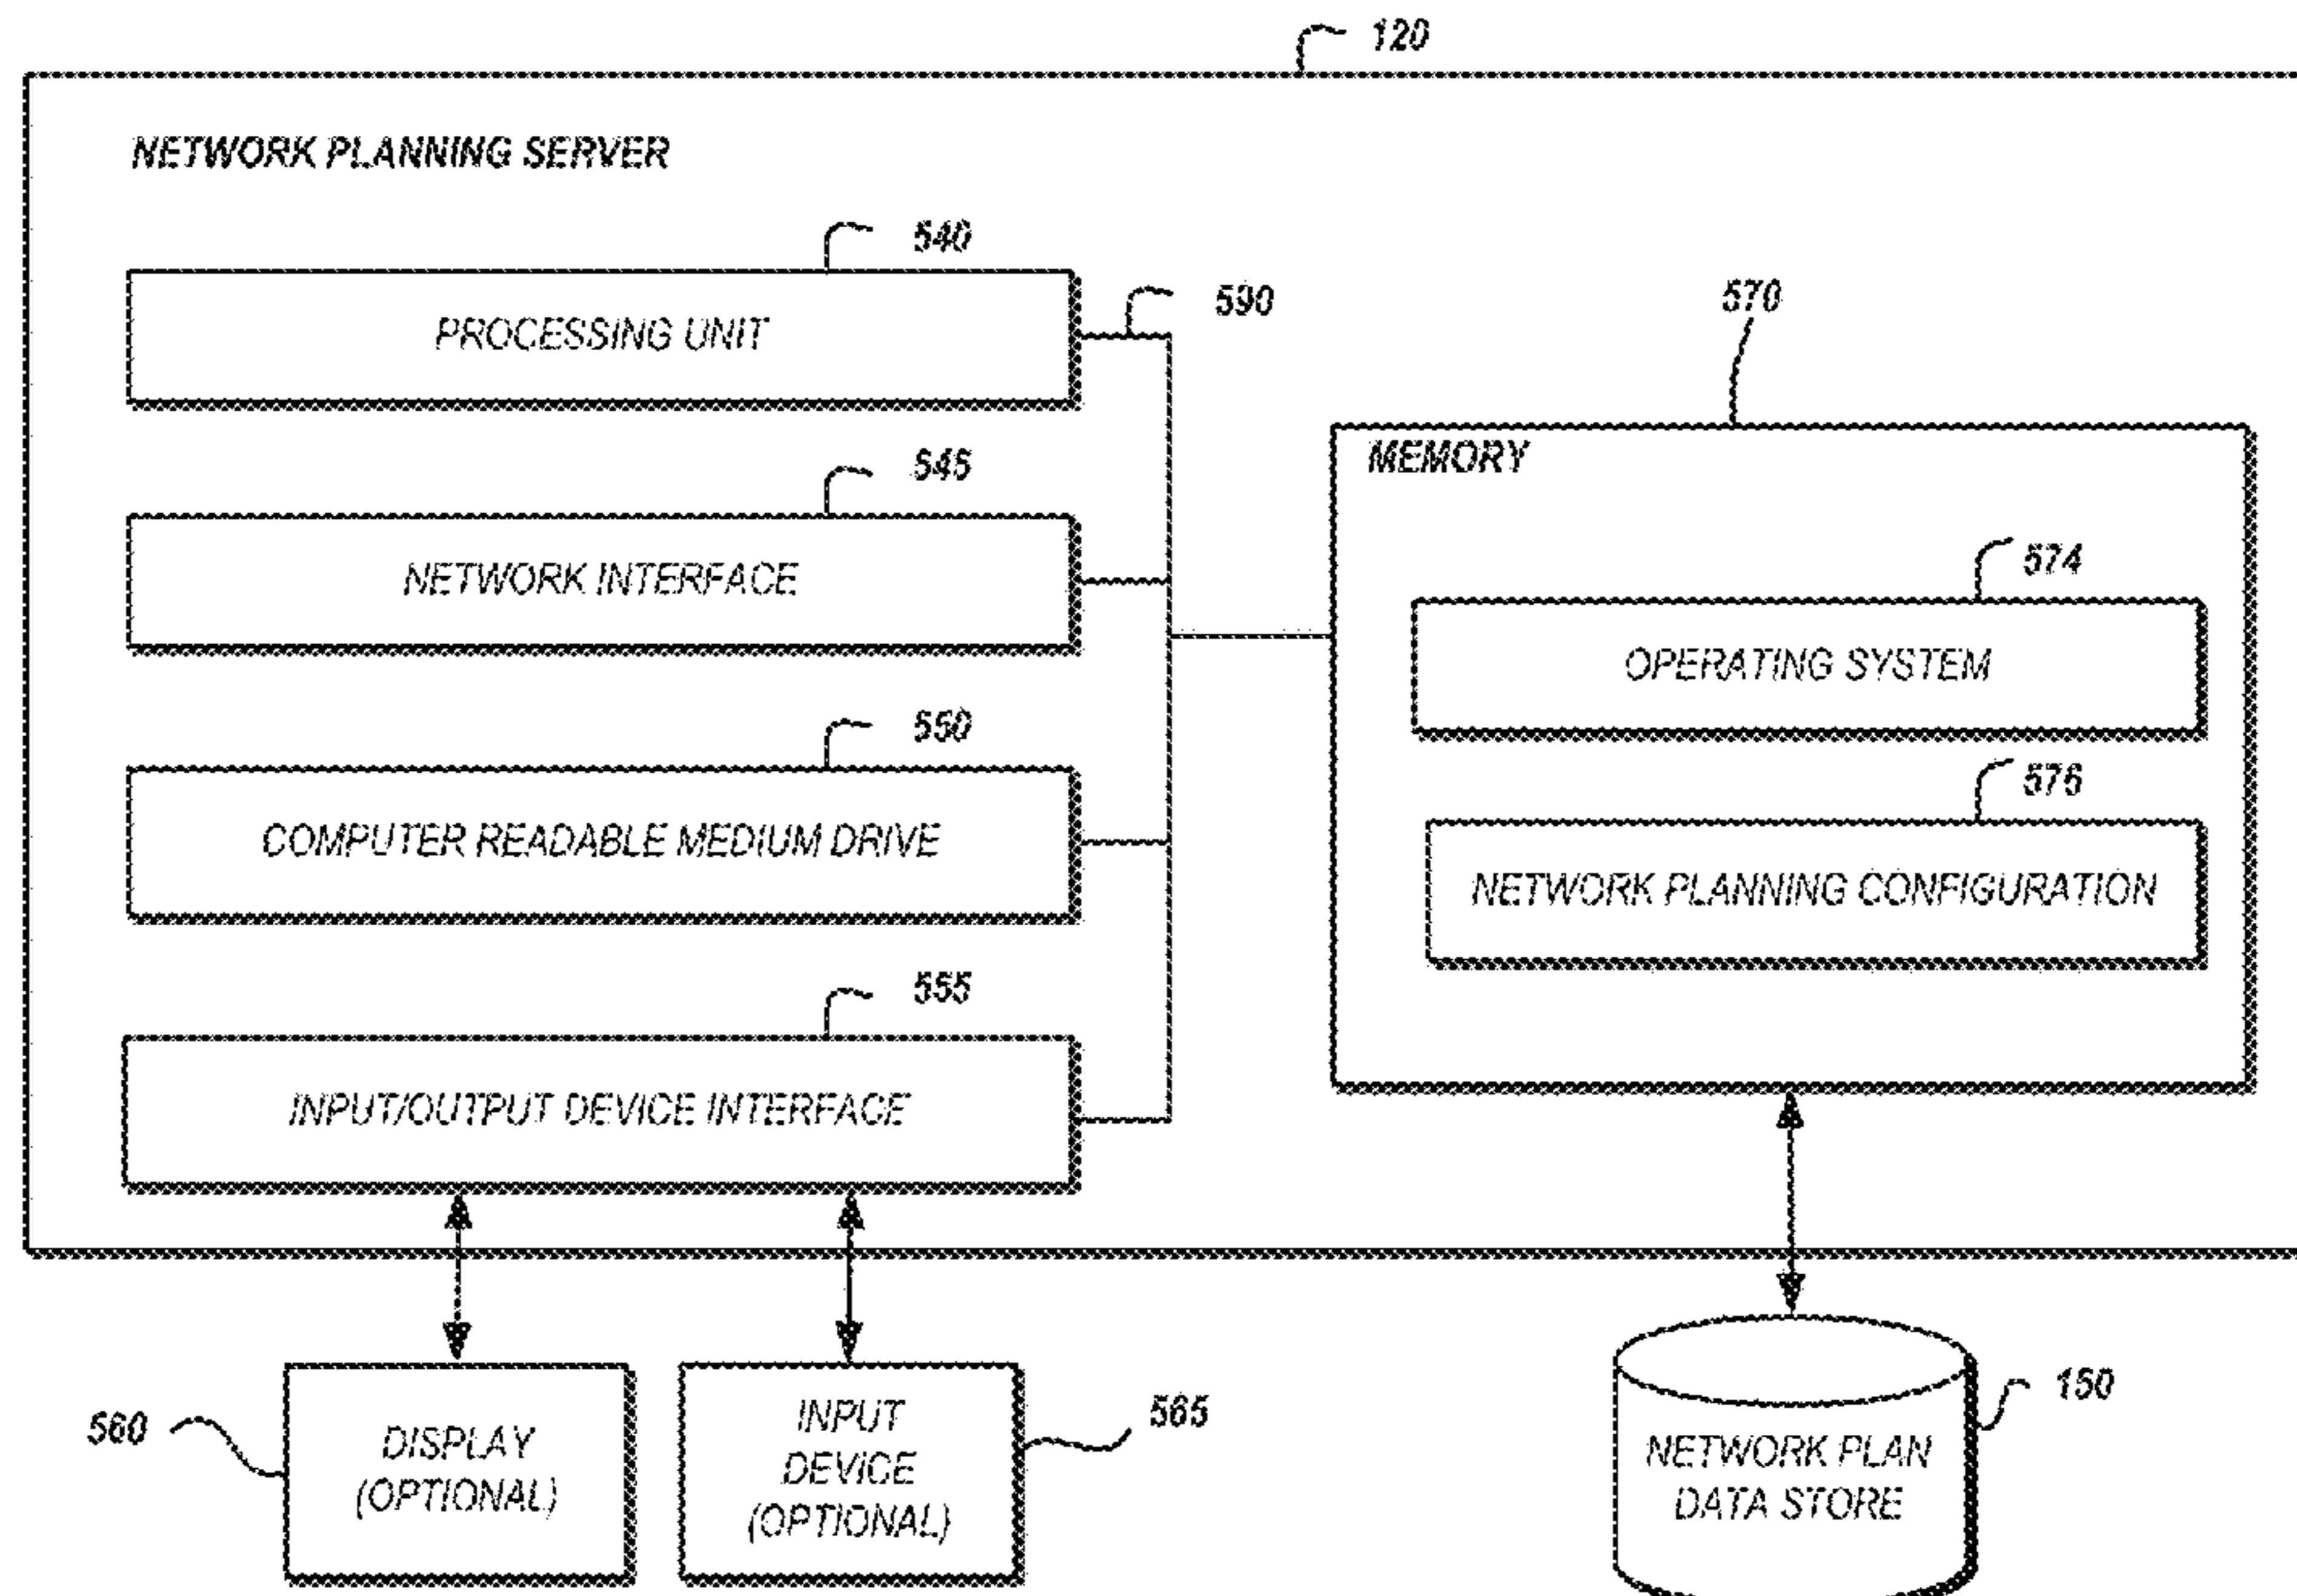 120
NETWORK PLANNING SERVER
540
PROCESSING UNIT
590
570
MEMORY
545
NETWORK INTERFACE
574
OPERATING SYSTEM
550
COMPUTER READABLE MEDIUM DRIVE
576
NETWORK PLANNING CONFIGURATION
555
INPUT/OUTPUT DEVICE INTERFACE
560
DISPLAY
(OPTIONAL)
INPUT
DEVICE
(OPTIONAL)
565
NETWORK PLAN
DATA STORE
150